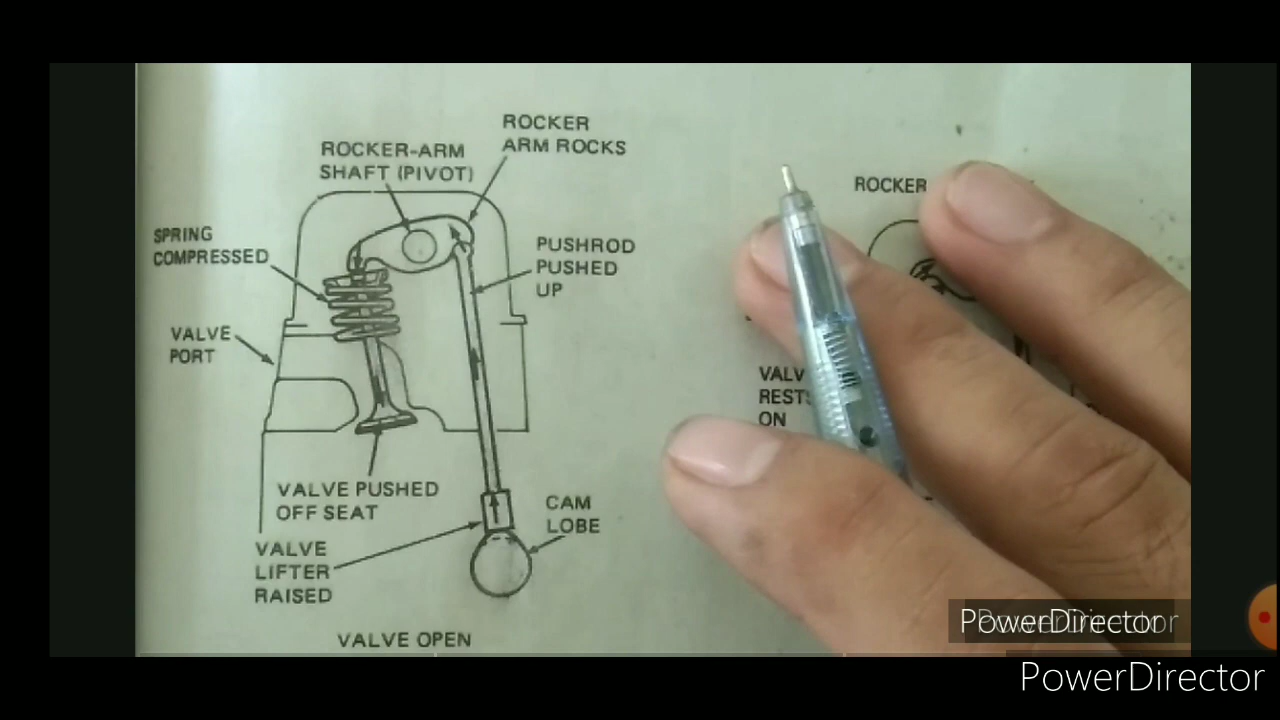 ROCKER
ARM ROCKS
ROCKER-ARM
SHAFT (PIVOT)
SPRING
COMPRESSED
PUSHROD
PUSHED
UP
VALVE
PORT
VALVE PUSHED
OFF SEAT
CAM
LOBE
VALVE
LIFTER
RAISED
VALVE OPEN
ROCKER
VALV
RESTS
ON
PowerDirector
PowerDirector